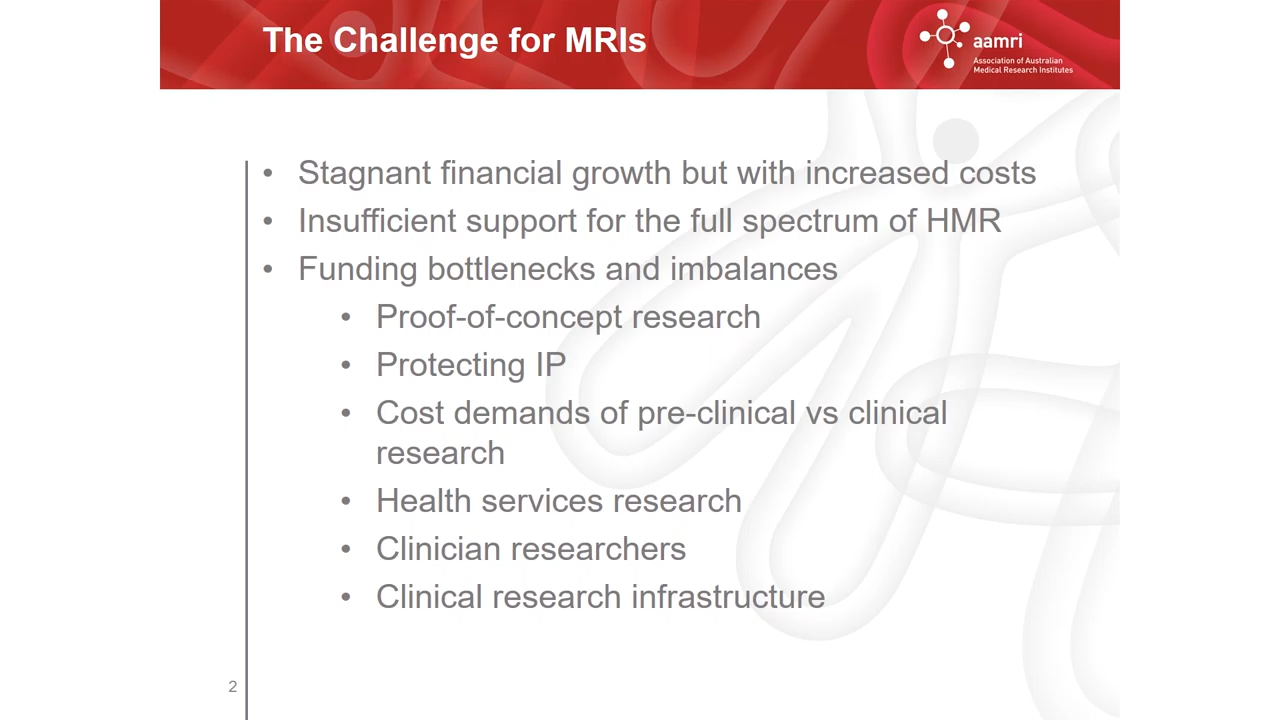 The Challenge for MRIs
aamri
Association of Australian
Medical Research Institutes
• Stagnant financial growth but with increased costs
• Insufficient support for the full spectrum of HMR
• Funding bottlenecks and imbalances
• Proof-of-concept research
• Protecting IP
• Cost demands of pre-clinical vs clinical
research
• Health services research
• Clinician researchers
• Clinical research infrastructure
2